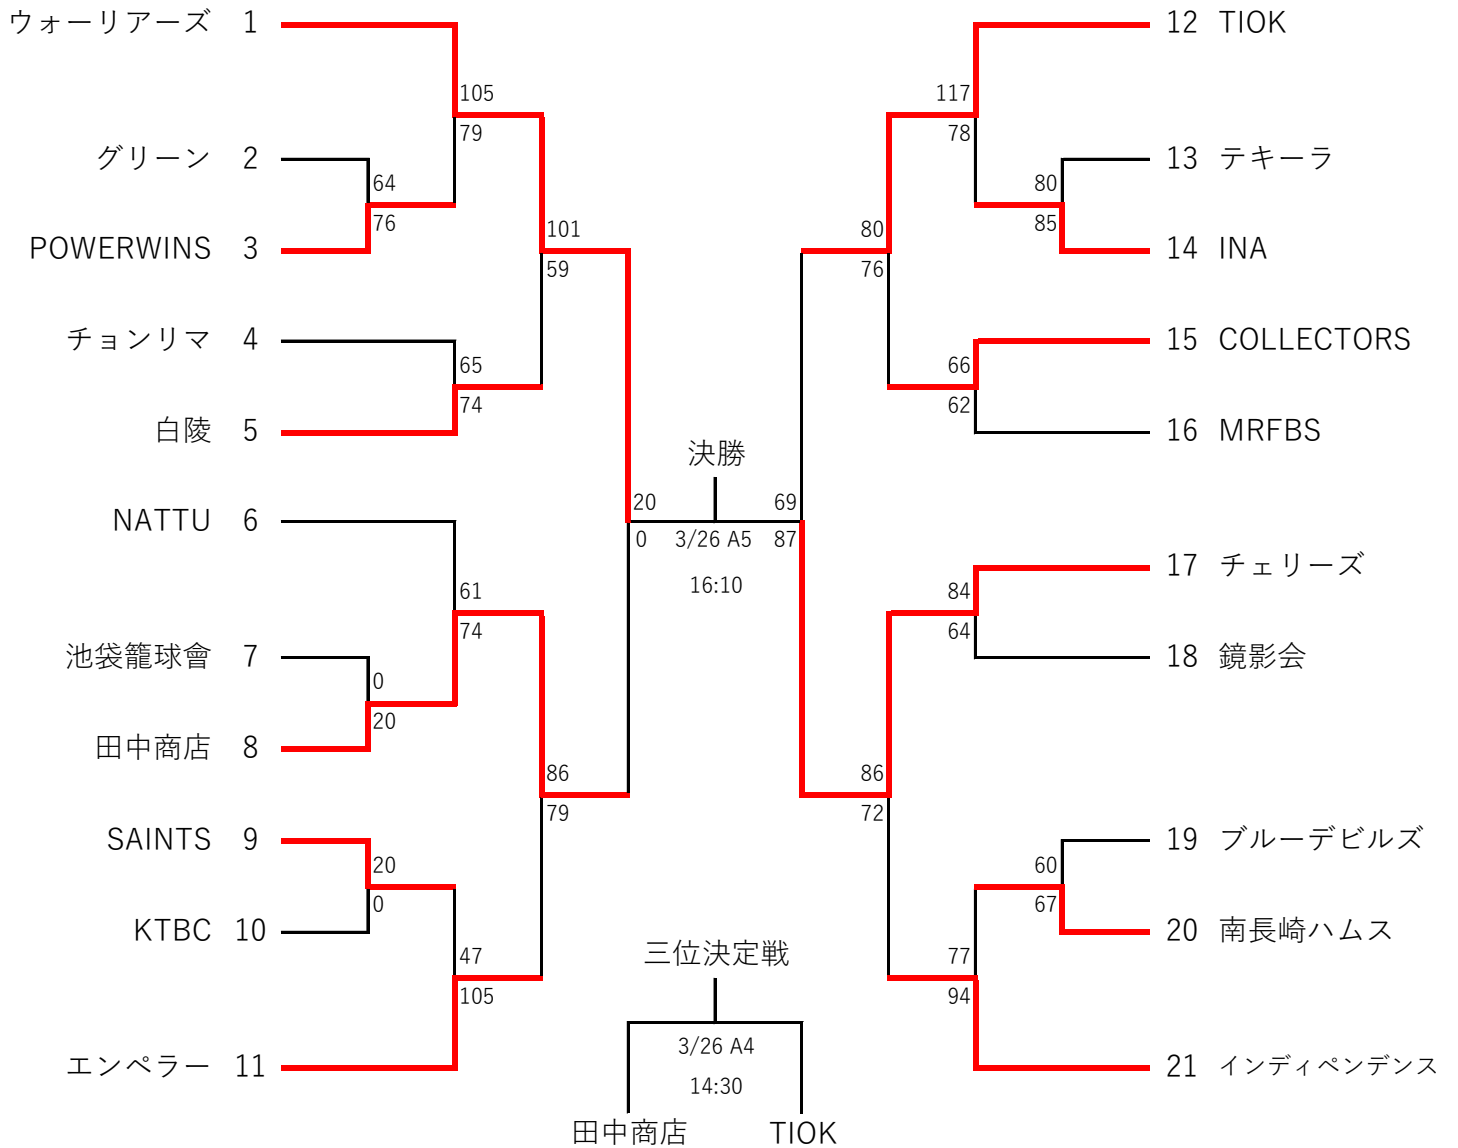 ウォーリアーズ 1
12 TIOK
105
117
79
78
グリーン 2
13 テキーラ
64
80
76
85
POWERWINS 3
14 INA
101
80
59
76
チョンリマ 4
15 COLLECTORS
65
66
74
62
白陵 5
16 MRFBS
決勝
20
69
NATTU 6
0
3/26 A5
87
16:10
17 チェリーズ
61
84
74
64
池袋籠球會 7
18 鏡影会
0
20
田中商店 8
86
86
79
72
SAINTS 9
19 ブルーデビルズ
20
60
0
67
KTBC 10
20 南長崎ハムス
三位決定戦
47
77
105
94
3/26 A4
エンペラー 11
21 インディペンデンス
14:30
田中商店
TIOK